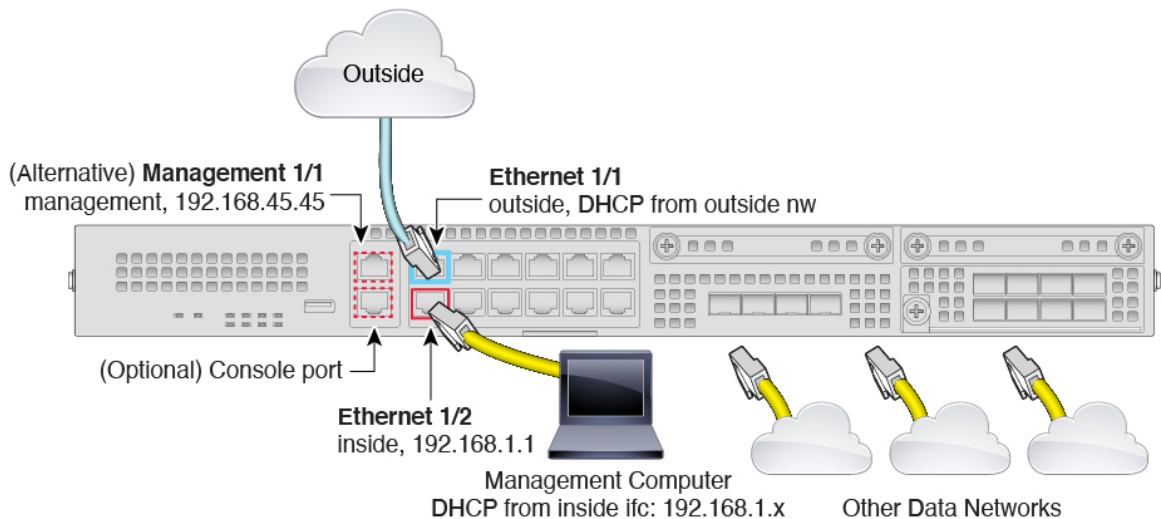 Outside
(Alternative) Management 1/1
management, 192.168.45.45
Ethernet 1/1
outside, DHCP from outside nw
(Optional) Console port
Ethernet 1/2
inside, 192.168.1.1
Management Computer
DHCP from inside ifc: 192.168.1.x
Other Data Networks